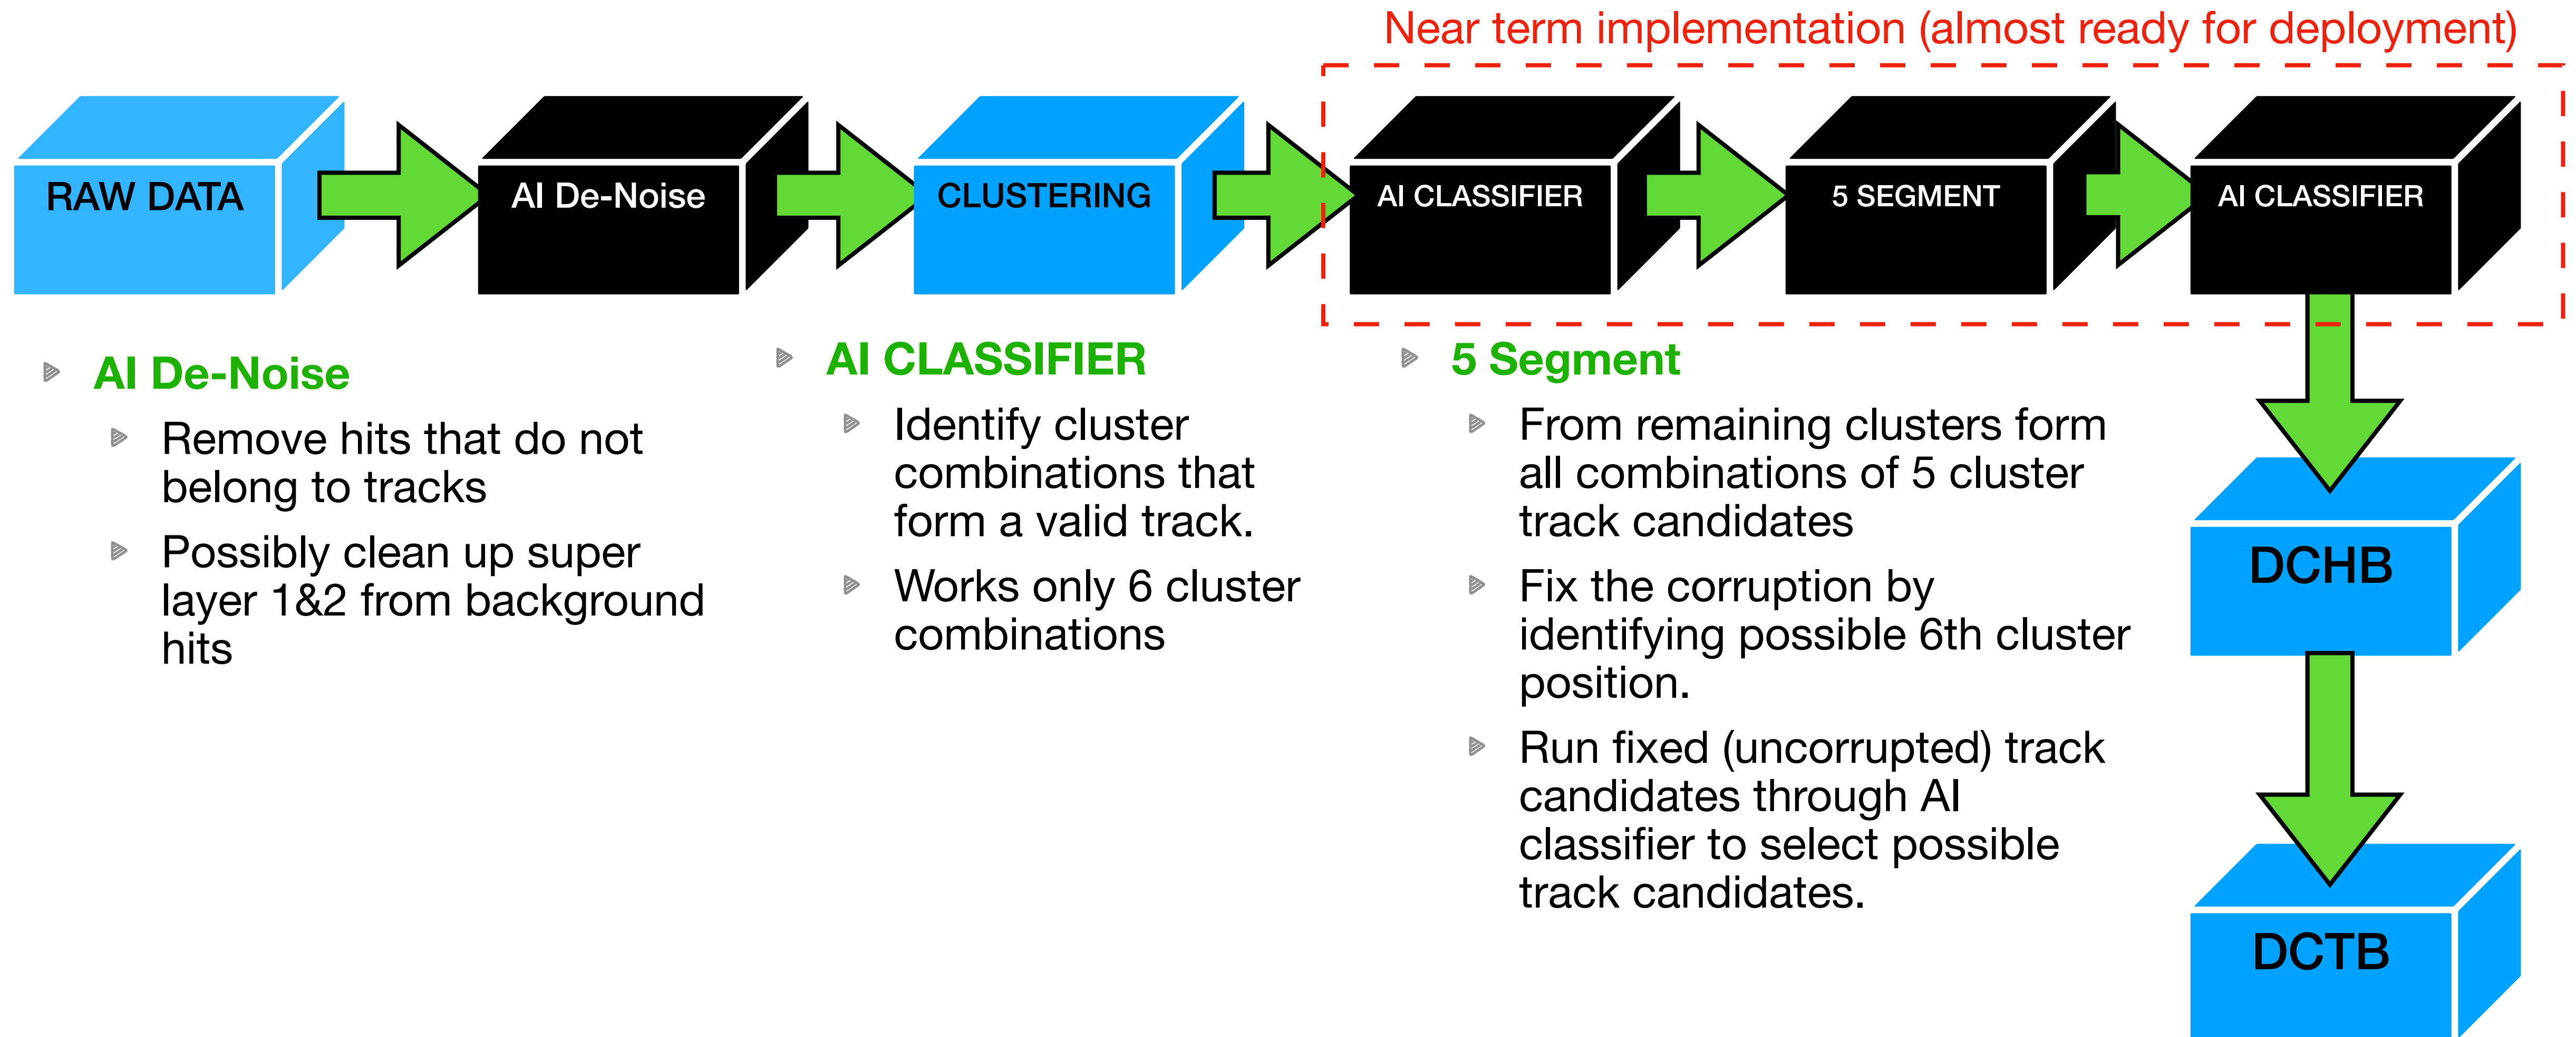 Near term implementation (almost ready for deployment)
RAW DATA
AI De-Noise
CLUSTERING
AI CLASSIFIER
5 SEGMENT
AI CLASSIFIER
AI De-Noise
Remove hits that do not
belong to tracks
Possibly clean up super
layer 1&2 from background
hits
AI CLASSIFIER
Identify cluster
combinations that
form a valid track.
Works only 6 cluster
combinations
5 Segment
From remaining clusters form
all combinations of 5 cluster
track candidates
Fix the corruption by
identifying possible 6th cluster
position.
Run fixed (uncorrupted) track
candidates through AI
classifier to select possible
track candidates.
DCHB
DCTB